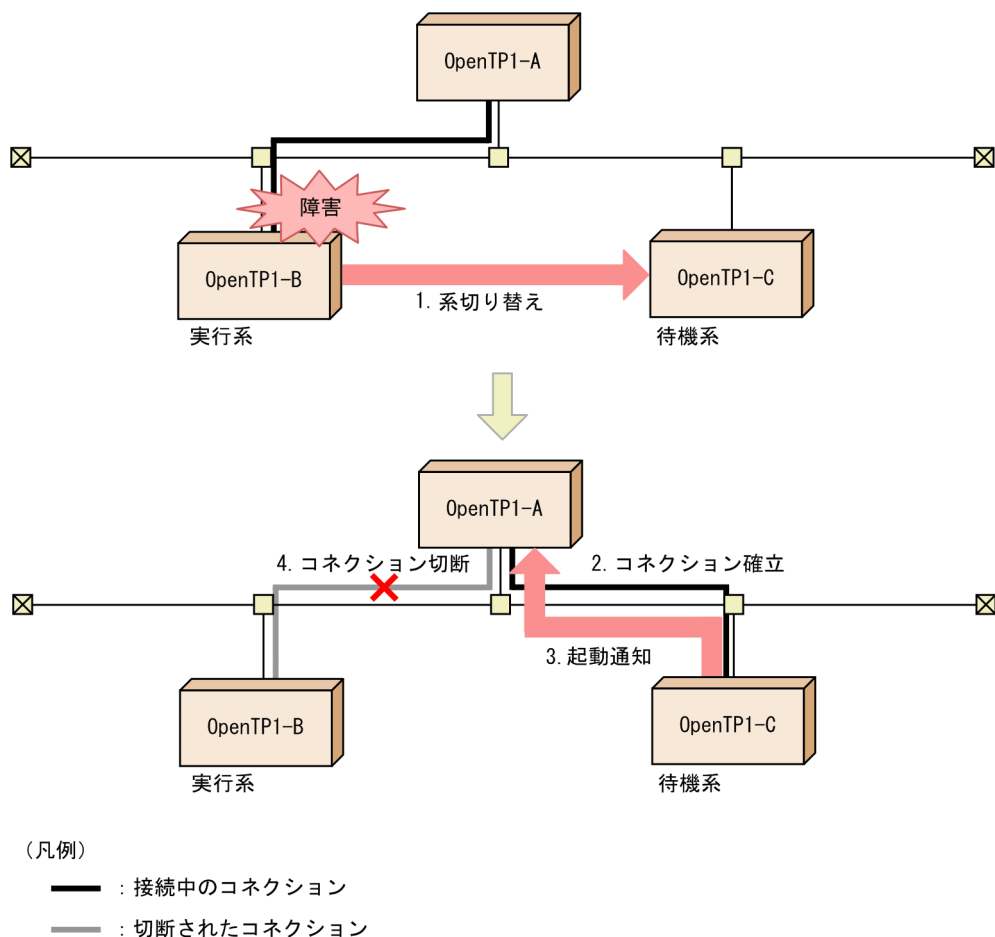 OpenTP1-A
障害
OpenTP1-B
OpenTP1-C
1. 系切り替え
実行系
待機系
OpenTP1-A
4. コネクション切断
2. コネクション確立
3. 起動通知
OpenTP1-B
OpenTP1-C
実行系
待機系
（凡例）
：接続中のコネクション
：切断されたコネクション